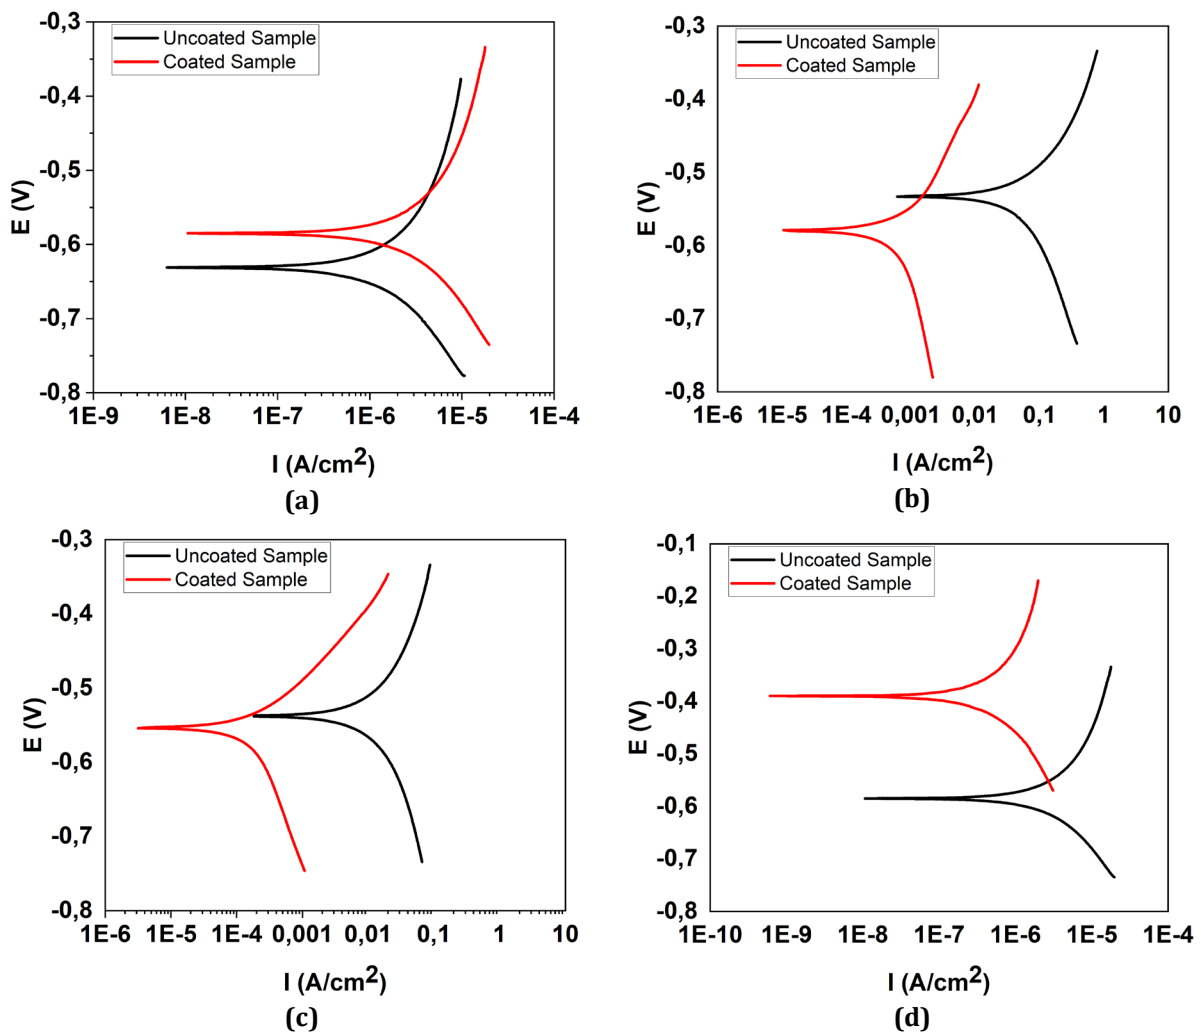 -0,3
-0,4
-0,5
-0,6
-0,7
-0,8
E (V)
Uncoated Sample
Coated Sample
1E-9 1E-8 1E-7 1E-6 1E-5 1E-4
I (A/cm2)
(a)
-0,3
-0,4
-0,5
-0,6
-0,7
-0,8
E (V)
Uncoated Sample
Coated Sample
1E-6 1E-5 1E-4 0,001 0,01 0,1 1 10
I (A/cm2)
(b)
-0,3
-0,4
-0,5
-0,6
-0,7
-0,8
E (V)
Uncoated Sample
Coated Sample
1E-6 1E-5 1E-4 0,001 0,01 0,1 1 10
I (A/cm2)
(c)
-0,1
-0,2
-0,3
-0,4
-0,5
-0,6
-0,7
-0,8
E (V)
Uncoated Sample
Coated Sample
1E-10 1E-9 1E-8 1E-7 1E-6 1E-5 1E-4
I (A/cm2)
(d)